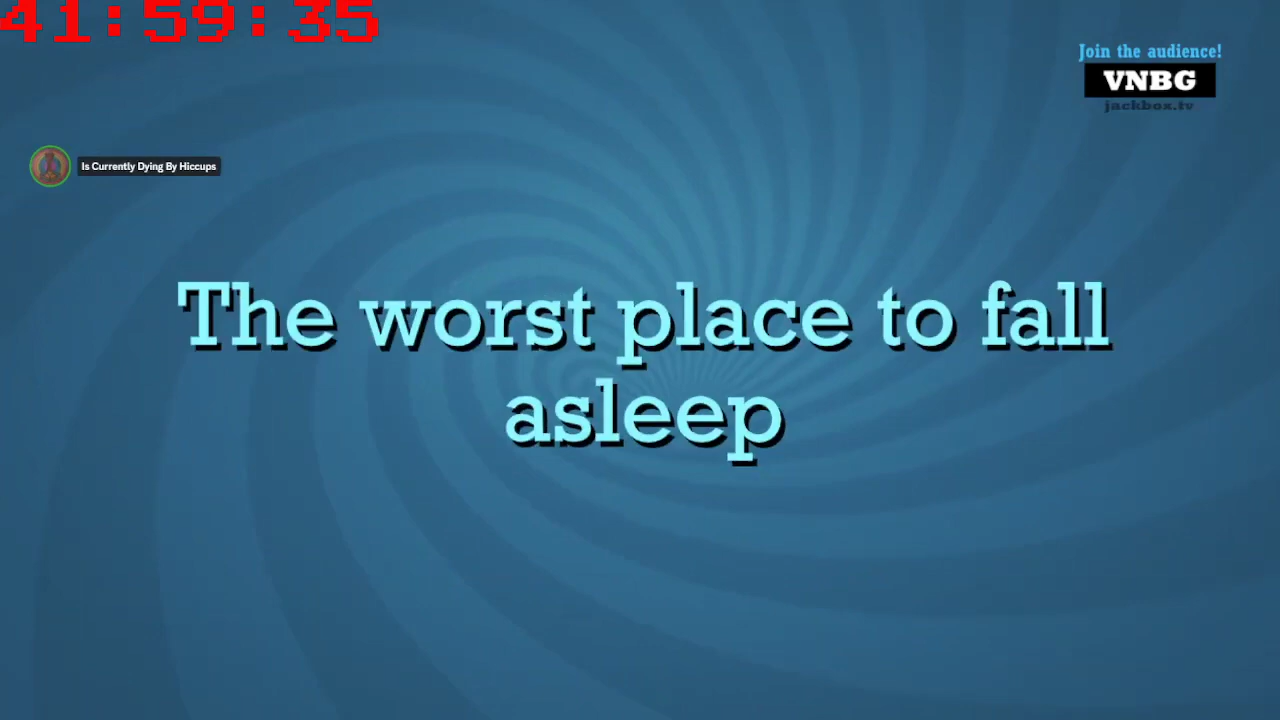 41:59:35
Join the audience!
VNBG
jackbox.tv
Is Currently Dying By Hiccups
The worst place to fall
asleep